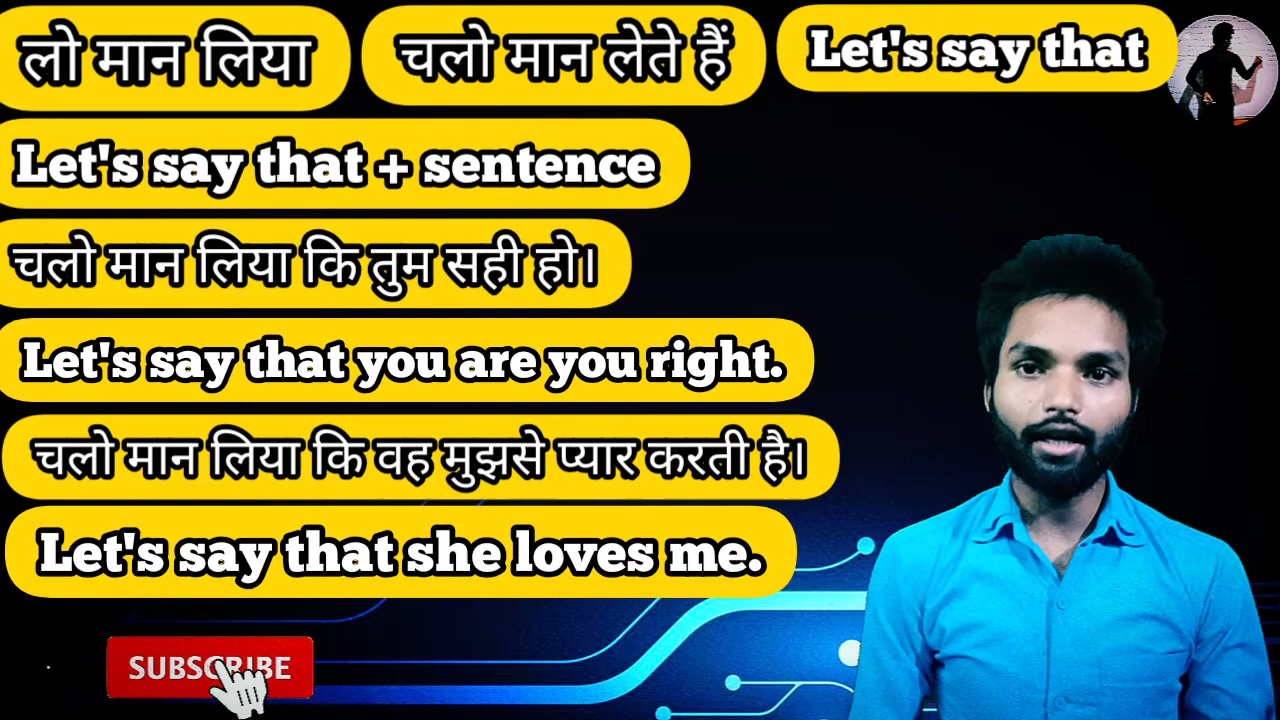 लो मान लिया चलो मान लेते हैं Let's say that
Let's say that + sentence
चलो मान लिया कि तुम सही हो।
Let's say that you are you right.
चलो मान लिया कि वह मुझसे प्यार करती है।
Let's say that she loves me.
SUBSCRIBE